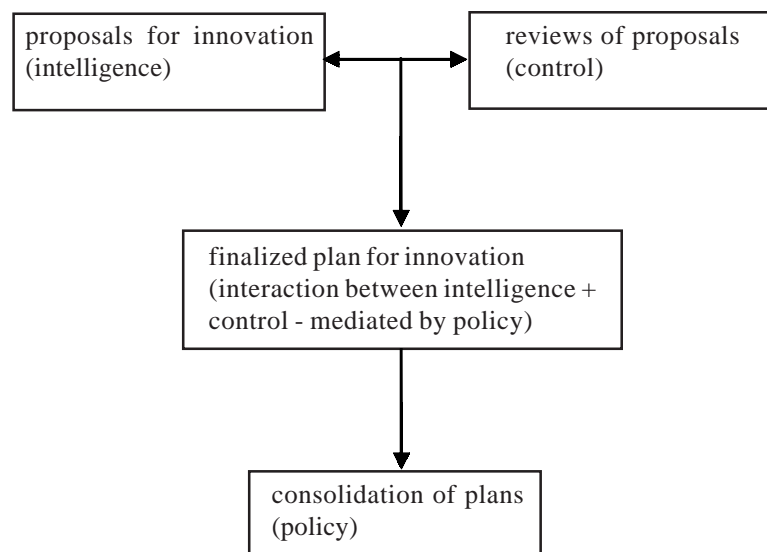 proposals for innovation
(intelligence)
reviews of proposals
(control)
finalized plan for innovation
(interaction between intelligence +
control - mediated by policy)
consolidation of plans
(policy)